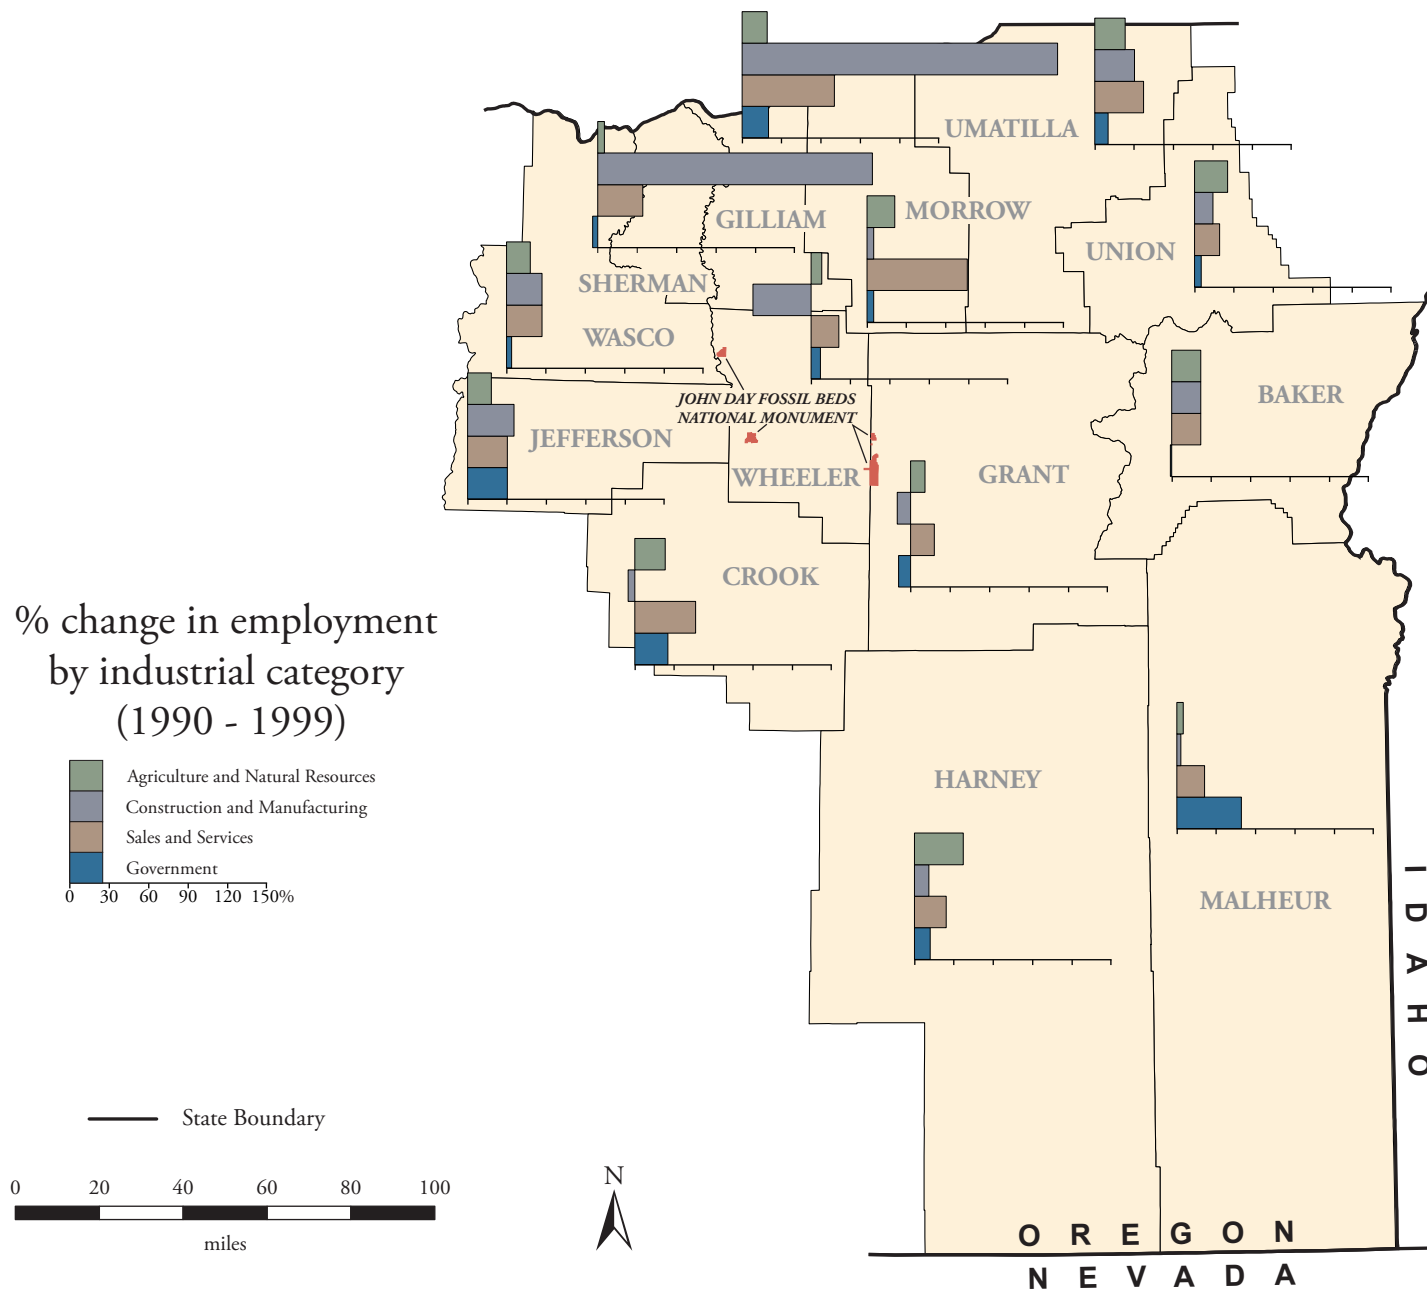 UMATILLA
GILLIAM
MORROW
UNION
SHERMAN
WASCO
BAKER
JOHN DAY FOSSIL BEDS
NATIONAL MONUMENT
JEFFERSON
WHEELER
GRANT
CROOK
% change in employment
by industrial category
(1990 - 1999)
Agriculture and Natural Resources
Construction and Manufacturing
Sales and Services
Government
0 30 60 90 120 150%
HARNEY
MALHEUR
IDAHO
State Boundary
N
0 20 40 60 80 100
miles
OREGON
NEVADA